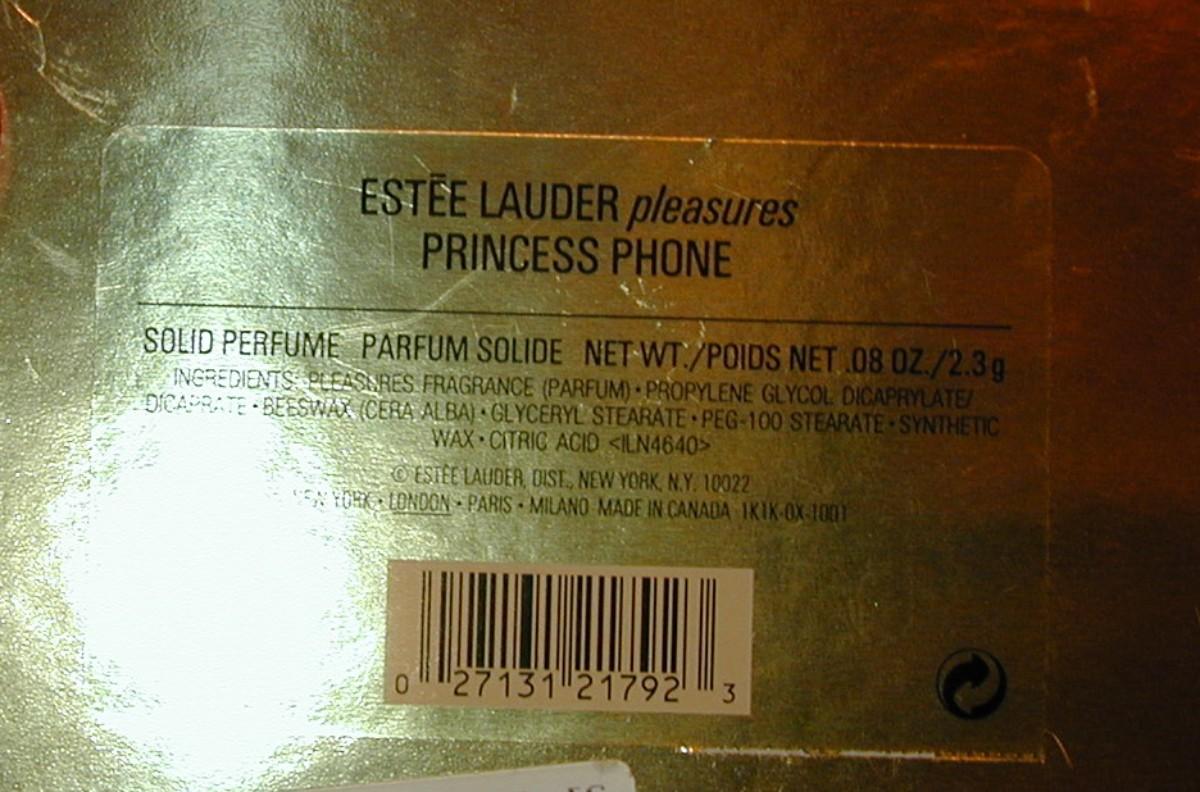 ESTĒE LAUDER pleasures
PRINCESS PHONE
SOLID PERFUME PARFUM SOLIDE NET WT./POIDS NET .08 OZ./2.3 g
INGREDIENTS: PLEASURES FRAGRANCE (PARFUM) • PROPYLENE GLYCOL DICAPRYLATE/
DICAPRATE • BEESWAX (CERA ALBA) • GLYCERYL STEARATE • PEG-100 STEARATE • SYNTHETIC
WAX • CITRIC ACID <ILN4640>
© ESTĒE LAUDER, DIST., NEW YORK, N.Y. 10022
NEW YORK • LONDON • PARIS • MILANO MADE IN CANADA 1K1K-0X-1001
0 27131 21792 3